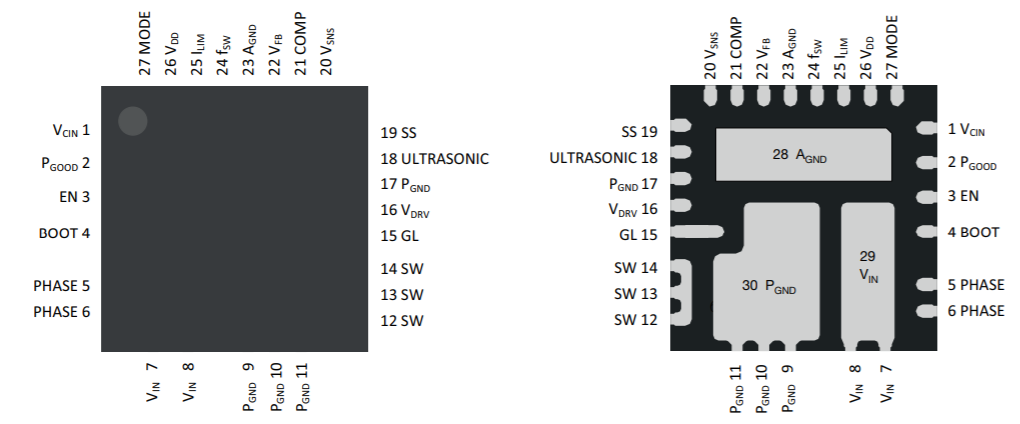 27 MODE
26 VDD
25 ILIM
24 fSW
23 AGND
22 VFB
21 COMP
20 VSNS
VCIN 1
PGOOD 2
EN 3
BOOT 4
PHASE 5
PHASE 6
19 SS
18 ULTRASONIC
17 PGND
16 VDRV
15 GL
14 SW
13 SW
12 SW
VIN 7
VIN 8
PGND 9
PGND 10
PGND 11
20 VSNS
21 COMP
22 VFB
23 AGND
24 fSW
25 ILIM
26 VDD
27 MODE
SS 19
ULTRASONIC 18
PGND 17
VDRV 16
GL 15
SW 14
SW 13
SW 12
28 AGND
30 PGND
29
VIN
1 VCIN
2 PGOOD
3 EN
4 BOOT
5 PHASE
6 PHASE
PGND 11
PGND 10
PGND 9
VIN 8
VIN 7